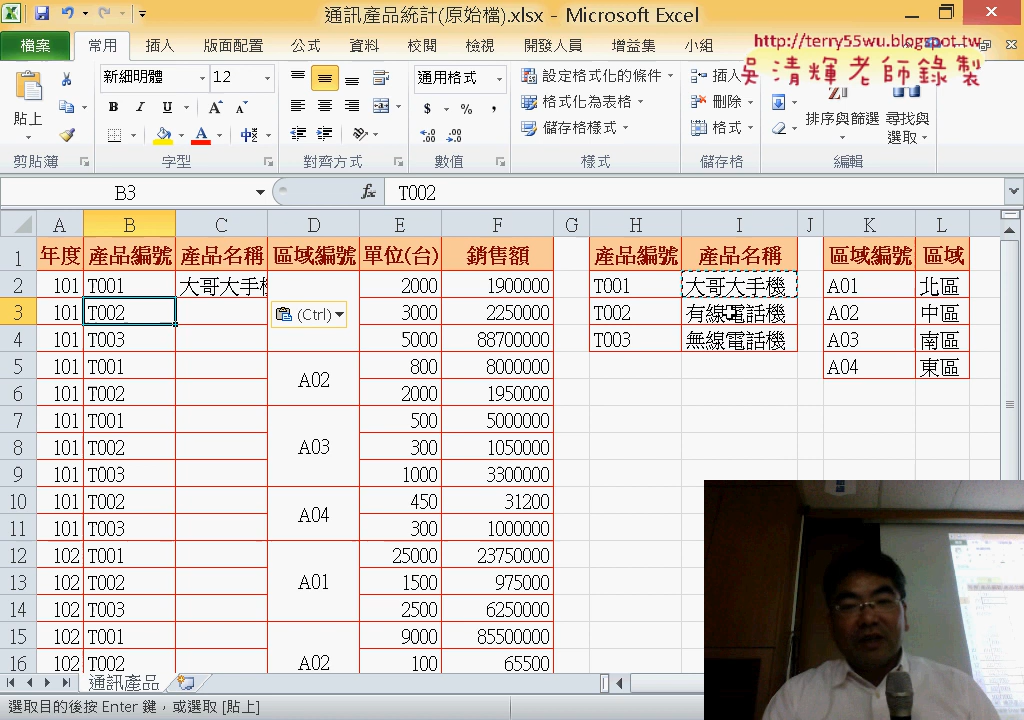 通訊產品統計(原始檔).xlsx - Microsoft Excel
檔案 常用 插入 版面配置 公式 資料 校閱 檢視 開發人員 增益集 小組
http://terry55wu.blogspot.tw
吳清輝老師錄製
新細明體 12 通用格式 設定格式化的條件 插入
貼上 B I U A A $ % , 格式化為表格 刪除 排序與篩選 尋找與
儲存格樣式 格式 選取
剪貼簿 字型 對齊方式 數值 樣式 儲存格 編輯
B3 fx T002
A B C D E F G H I J K L
1 年度 產品編號 產品名稱 區域編號 單位(台) 銷售額 產品編號 產品名稱 區域編號 區域
2 101 T001 大哥大手機 2000 1900000 T001 大哥大手機 A01 北區
3 101 T002 (Ctrl) 3000 2250000 T002 有線電話機 A02 中區
4 101 T003 5000 88700000 T003 無線電話機 A03 南區
5 101 T001 A02 800 8000000 A04 東區
6 101 T002 2000 1950000
7 101 T001 A03 500 5000000
8 101 T002 300 1050000
9 101 T003 1000 3300000
10 101 T002 A04 450 31200
11 101 T003 300 1000000
12 102 T001 A01 25000 23750000
13 102 T002 1500 975000
14 102 T003 2500 6250000
15 102 T001 A02 9000 85500000
16 102 T002 100 65500
通訊產品
選取目的後按 Enter 鍵，或選取 [貼上]